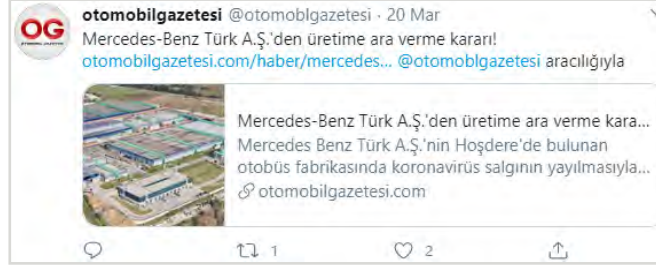 OG
otomobilgazetesi @otomoblgazetesi · 20 Mar
Mercedes-Benz Türk A.Ş.'den üretime ara verme kararı!
otomobilgazetesi.com/haber/mercedes... @otomoblgazetesi aracılığıyla
Mercedes-Benz Türk A.Ş.'den üretime ara verme kara...
Mercedes Benz Türk A.Ş.'nin Hoşdere'de bulunan
otobüs fabrikasında koronavirüs salgının yayılmasıyla...
otomobilgazetesi.com
1 2